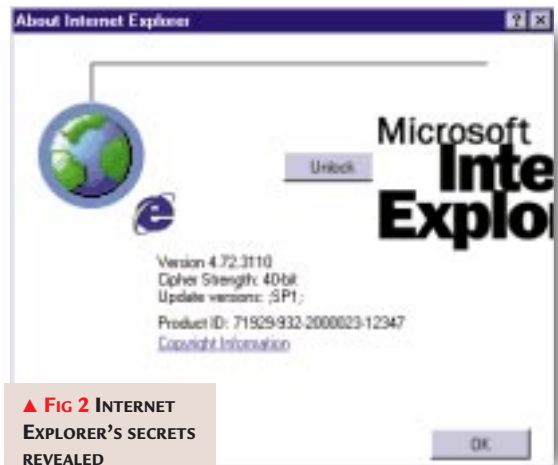 About Internet Explorer
Microsoft
Unlock
Inte
Explo
Version 4.72.3110
Cipher Strength: 40-bit
Update versions: ;SP1;
Product ID: 71929-932-2000023-12347
Copyright Information
▲ FIG 2 INTERNET
EXPLORER'S SECRETS
REVEALED
OK